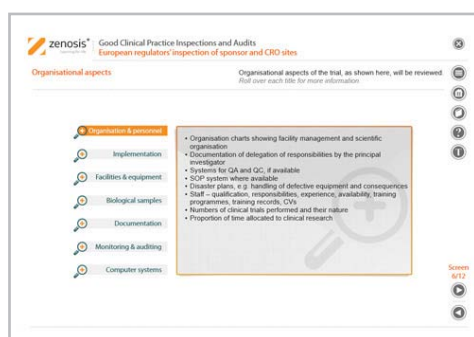 zenosis®
Good Clinical Practice Inspections and Audits
European regulators' inspection of sponsor and CRO sites
Organisational aspects
Organisational aspects of the trial, as shown here, will be reviewed
Roll over each title for more information
Organisation & personnel
Implementation
Facilities & equipment
Biological samples
Documentation
Monitoring & auditing
Computer systems
• Organisation charts showing facility management and scientific
organisation
• Documentation of delegation of responsibilities by the principal
investigator
• Systems for QA and QC, if available
• SOP system where available
• Disaster plans, e.g. handling of defective equipment and consequences
• Staff – qualification, responsibilities, experience, availability, training
programmes, training records, CVs
• Numbers of clinical trials performed and their nature
• Proportion of time allocated to clinical research
Screen
6/12